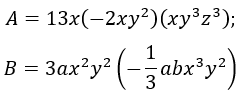 A = 13x(−2xy²)(xy³z³);
B = 3ax²y²(−1/3 abx³y²)